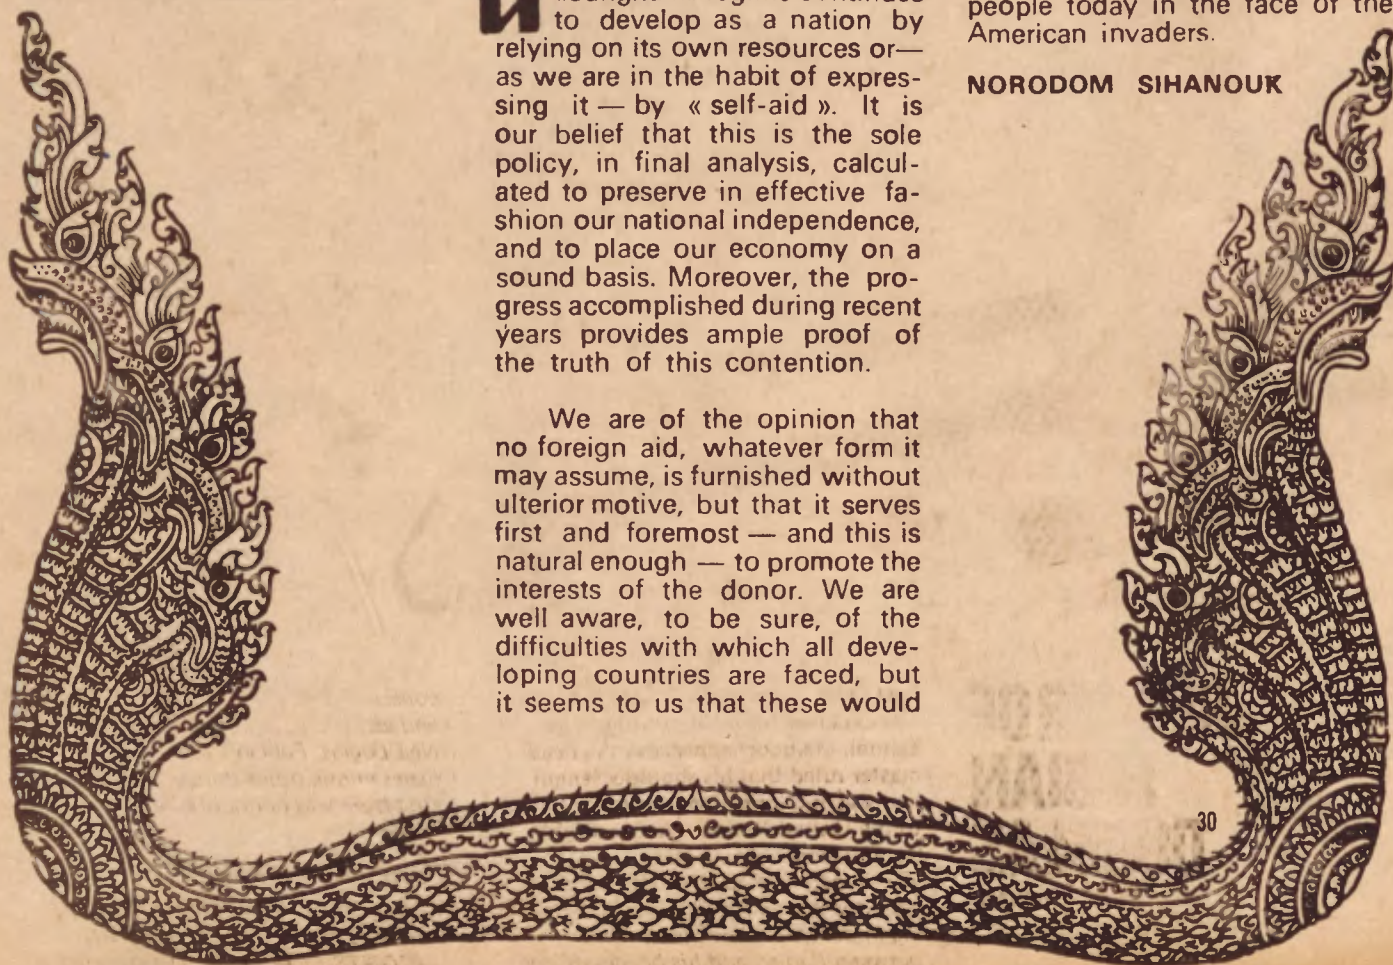 to develop as a nation by
relying on its own resources or—
as we are in the habit of expres-
sing it — by « self-aid ». It is
our belief that this is the sole
policy, in final analysis, calcul-
ated to preserve in effective fa-
shion our national independence,
and to place our economy on a
sound basis. Moreover, the pro-
gress accomplished during recent
years provides ample proof of
the truth of this contention.
We are of the opinion that
no foreign aid, whatever form it
may assume, is furnished without
ulterior motive, but that it serves
first and foremost — and this is
natural enough — to promote the
interests of the donor. We are
well aware, to be sure, of the
difficulties with which all deve-
loping countries are faced, but
it seems to us that these would
people today in the face of the
American invaders.
NORODOM SIHANOUK
30